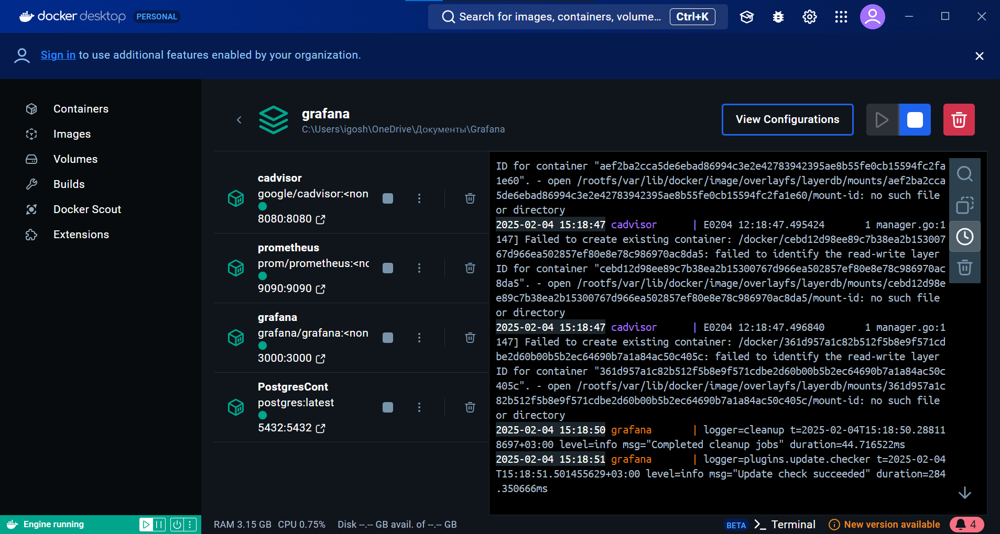 docker desktop PERSONAL
Search for images, containers, volume... Ctrl+K
Sign in to use additional features enabled by your organization.
Containers
Images
Volumes
Builds
Docker Scout
Extensions
grafana
C:\Users\igosh\OneDrive\Документы\Grafana
View Configurations
cadvisor
google/cadvisor:<non
8080:8080
prometheus
prom/prometheus:<nc
9090:9090
grafana
grafana/grafana:<non
3000:3000
PostgresCont
postgres:latest
5432:5432
ID for container "aef2ba2cca5de6ebad86994c3e2e42783942395ae8b55fe0cb15594fc2fa
1e60". - open /rootfs/var/lib/docker/image/overlayfs/layerdb/mounts/aef2ba2cca
5de6ebad86994c3e2e42783942395ae8b55fe0cb15594fc2fa1e60/mount-id: no such file
or directory
2025-02-04 15:18:47 cadvisor | E0204 12:18:47.495424 1 manager.go:1
147] Failed to create existing container: /docker/cebd12d98ee89c7b38ea2b153007
67d966ea502857ef80e8e78c986970ac8da5: failed to identify the read-write layer
ID for container "cebd12d98ee89c7b38ea2b15300767d966ea502857ef80e8e78c986970ac
8da5". - open /rootfs/var/lib/docker/image/overlayfs/layerdb/mounts/cebd12d98e
e89c7b38ea2b15300767d966ea502857ef80e8e78c986970ac8da5/mount-id: no such file
or directory
2025-02-04 15:18:47 cadvisor | E0204 12:18:47.496840 1 manager.go:1
147] Failed to create existing container: /docker/361d957a1c82b512f5b8e9f571cd
be2d60b00b5b2ec64690b7a1a84ac50c405c: failed to identify the read-write layer
ID for container "361d957a1c82b512f5b8e9f571cdbe2d60b00b5b2ec64690b7a1a84ac50c
405c". - open /rootfs/var/lib/docker/image/overlayfs/layerdb/mounts/361d957a1c
82b512f5b8e9f571cdbe2d60b00b5b2ec64690b7a1a84ac50c405c/mount-id: no such file
or directory
2025-02-04 15:18:50 grafana | logger=cleanup t=2025-02-04T15:18:50.28811
8697+03:00 level=info msg="Completed cleanup jobs" duration=44.716522ms
2025-02-04 15:18:51 grafana | logger=plugins.update.checker t=2025-02-04
T15:18:51.501455629+03:00 level=info msg="Update check succeeded" duration=284
.350666ms
Engine running
RAM 3.15 GB CPU 0.75% Disk --.-- GB avail. of --.-- GB
BETA >_ Terminal
New version available
4